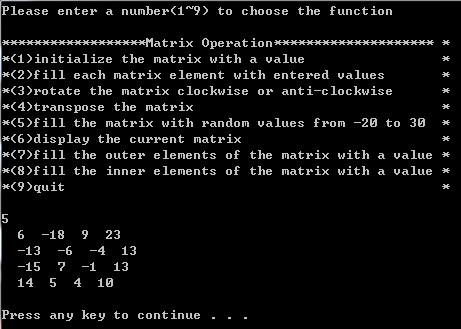 Please enter a number(1~9) to choose the function
******************Matrix Operation******************* *
*(1)initialize the matrix with a value *
*(2)fill each matrix element with entered values *
*(3)rotate the matrix clockwise or anti-clockwise *
*(4)transpose the matrix *
*(5)fill the matrix with random values from -20 to 30 *
*(6)display the current matrix *
*(7)fill the outer elements of the matrix with a value *
*(8)fill the inner elements of the matrix with a value *
*(9)quit *
5
6 -18 9 23
-13 -6 -4 13
-15 7 -1 13
14 5 4 10
Press any key to continue . . .